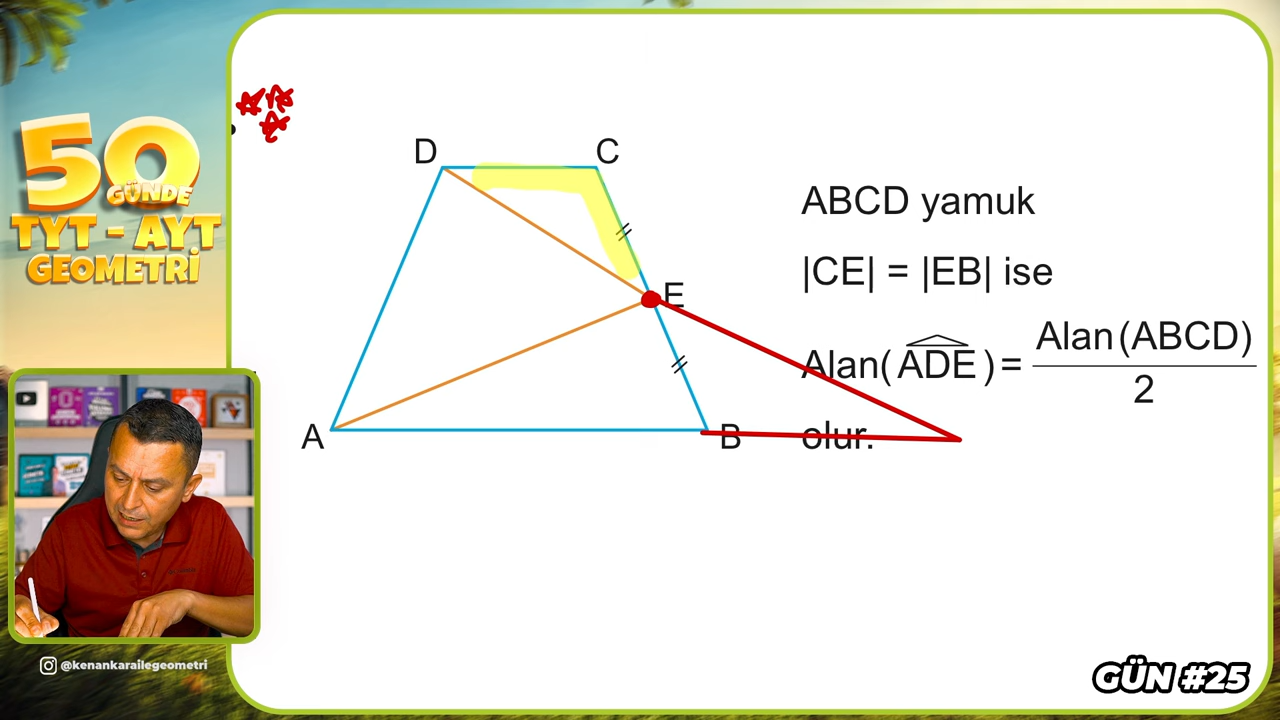 50
GÜNDE
TYT - AYT
GEOMETRİ
D
C
E
A
B
ABCD yamuk
|CE| = |EB| ise
Alan(ADE) = Alan(ABCD)
2
olur.
@kenankarailegeometri
GÜN #25